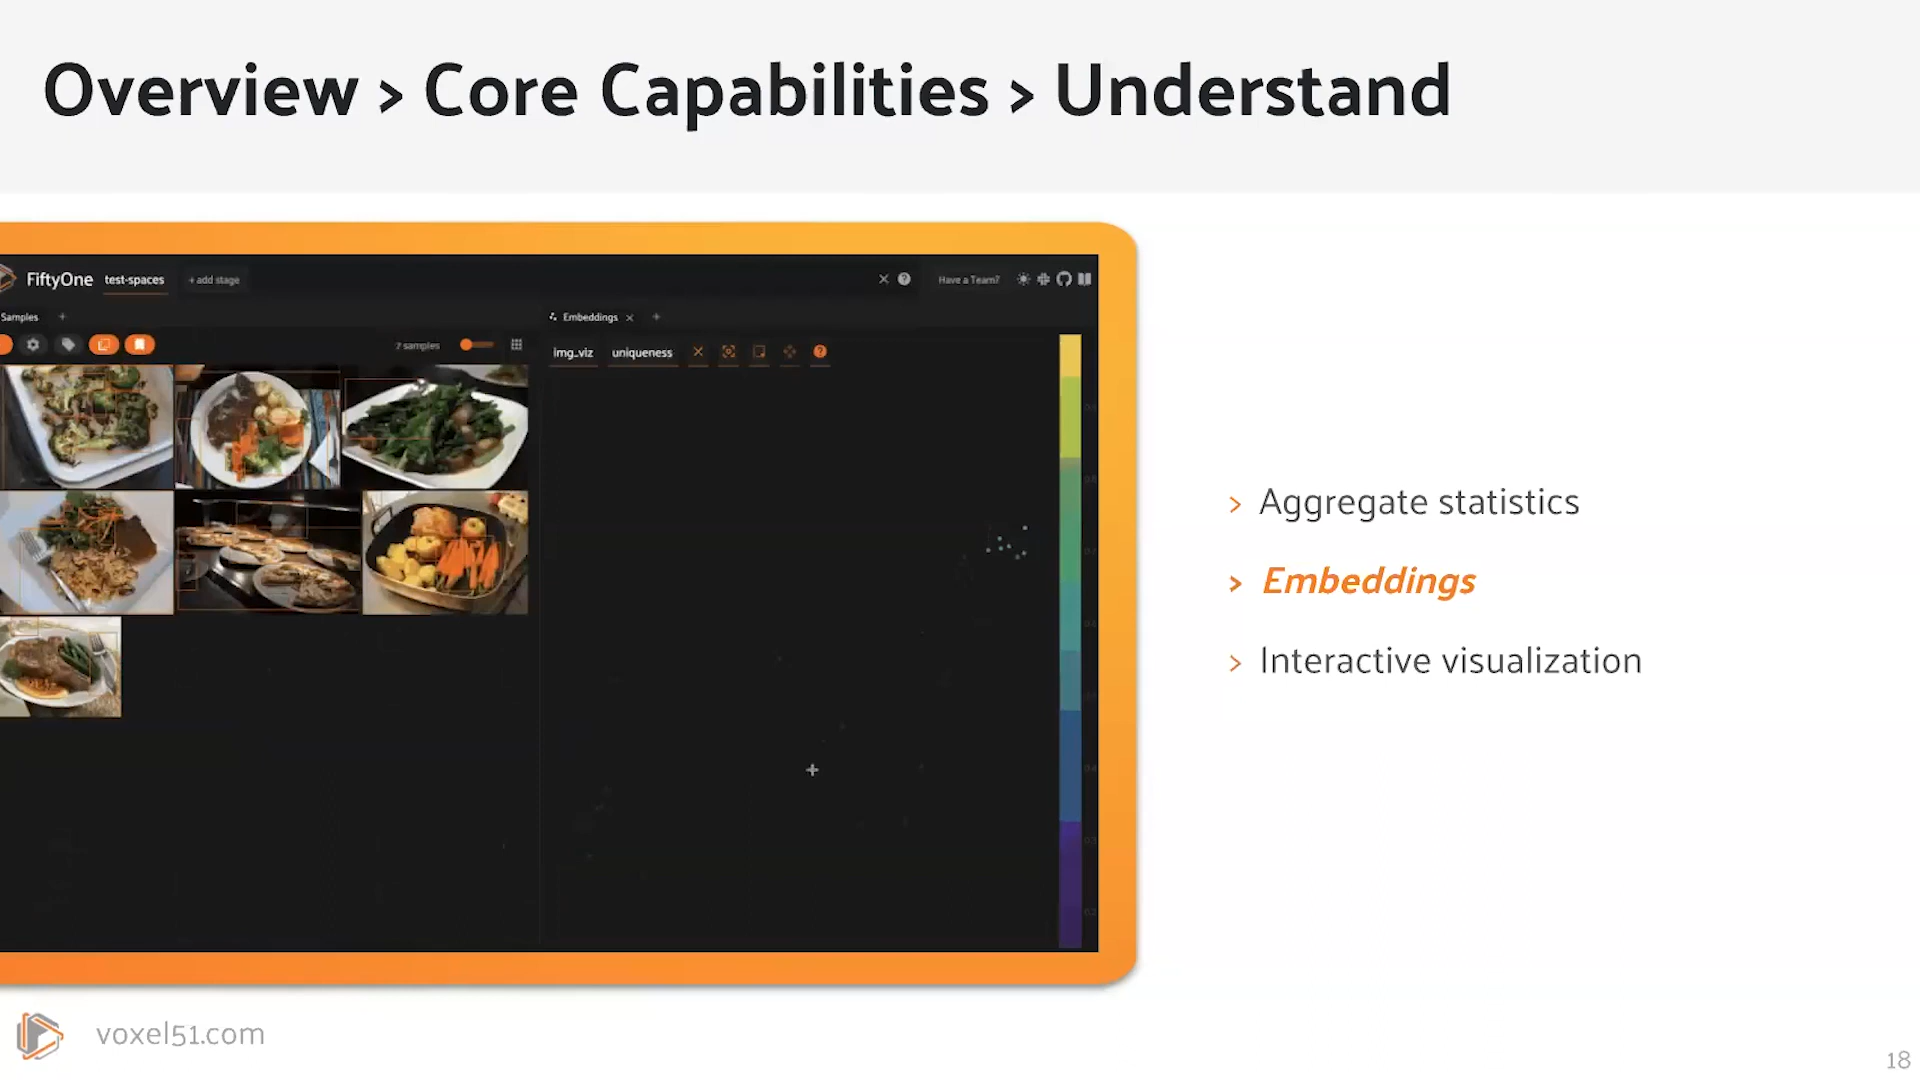 Overview > Core Capabilities > Understand
FiftyOne test-spaces + add stage
Have a Team?
Samples +
Embeddings × +
7 samples
img_viz uniqueness
> Aggregate statistics
> Embeddings
> Interactive visualization
voxel51.com
18